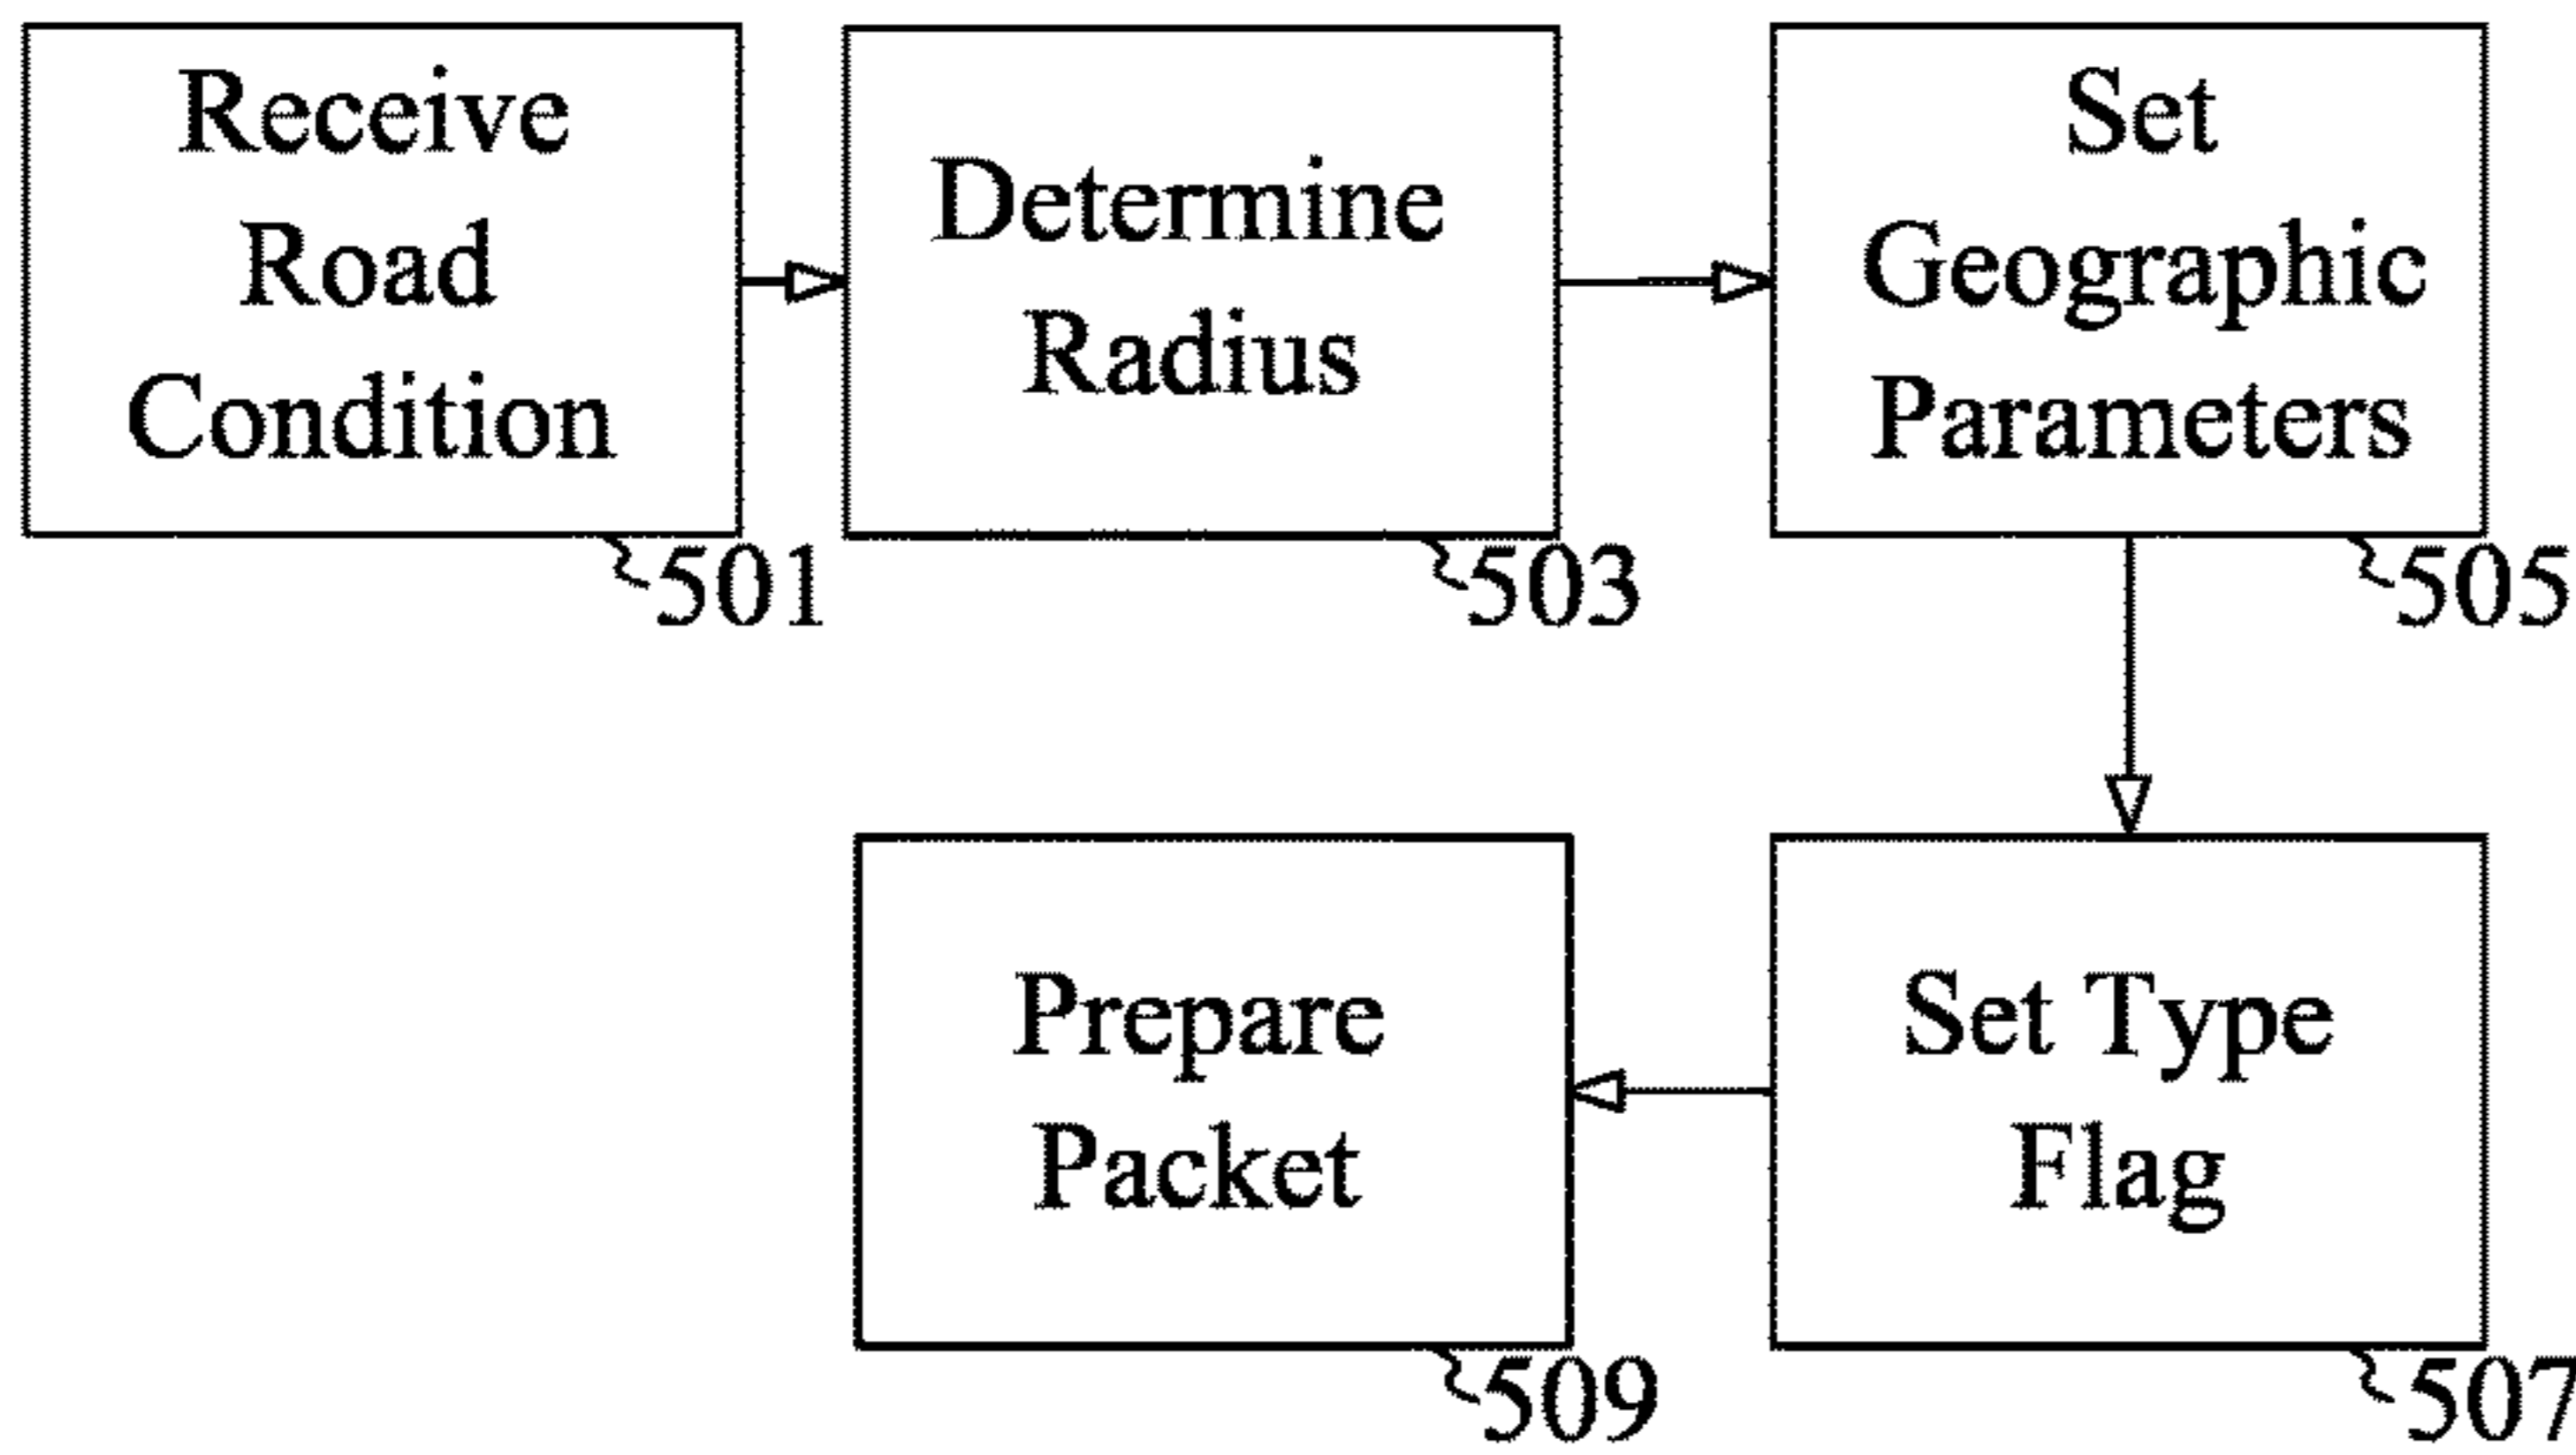 Receive
Road
Condition
501
Determine
Radius
503
Set
Geographic
Parameters
505
Set Type
Flag
507
Prepare
Packet
509